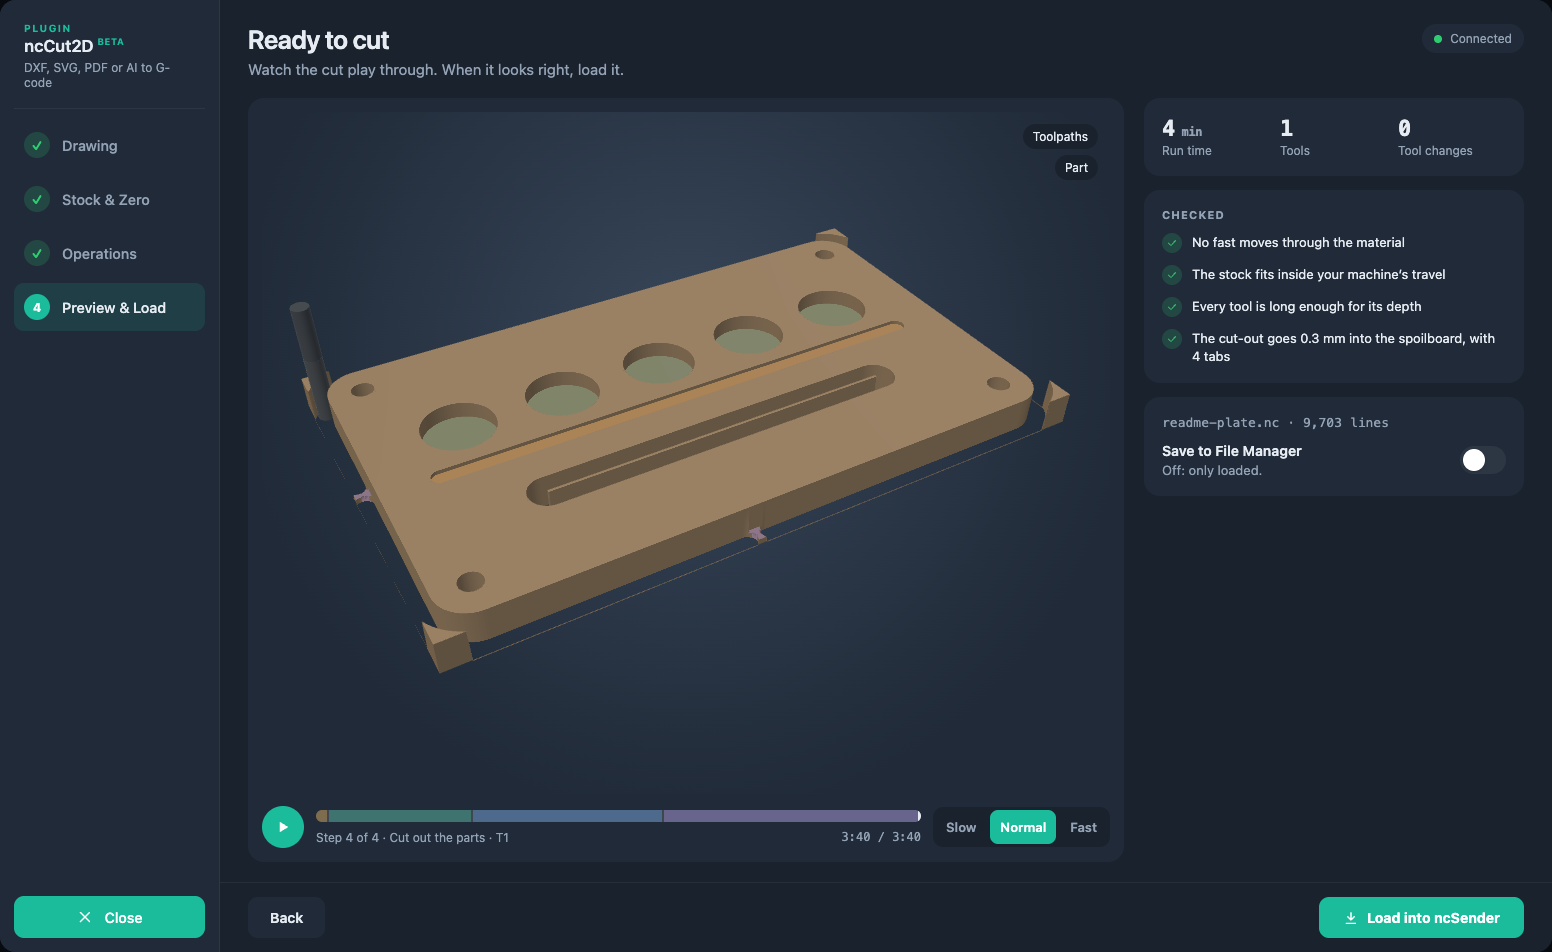 PLUGIN
ncCut2D BETA
DXF, SVG, PDF or AI to G-
code
Drawing
Stock & Zero
Operations
4 Preview & Load
Close
Ready to cut
Watch the cut play through. When it looks right, load it.
Connected
Toolpaths
Part
Step 4 of 4 · Cut out the parts · T1
3:40 / 3:40
Slow Normal Fast
4 min 1 0
Run time Tools Tool changes
CHECKED
No fast moves through the material
The stock fits inside your machine’s travel
Every tool is long enough for its depth
The cut-out goes 0.3 mm into the spoilboard, with
4 tabs
readme-plate.nc · 9,703 lines
Save to File Manager
Off: only loaded.
Back
Load into ncSender